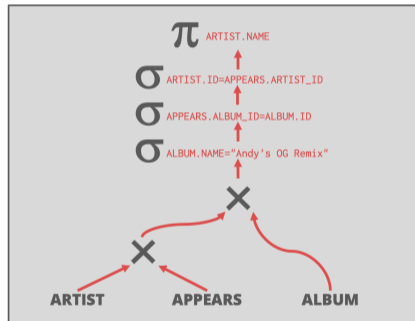 π ARTIST.NAME
σ ARTIST.ID=APPEARS.ARTIST_ID
σ APPEARS.ALBUM_ID=ALBUM.ID
σ ALBUM.NAME="Andy's OG Remix"
×
×
ARTIST APPEARS ALBUM